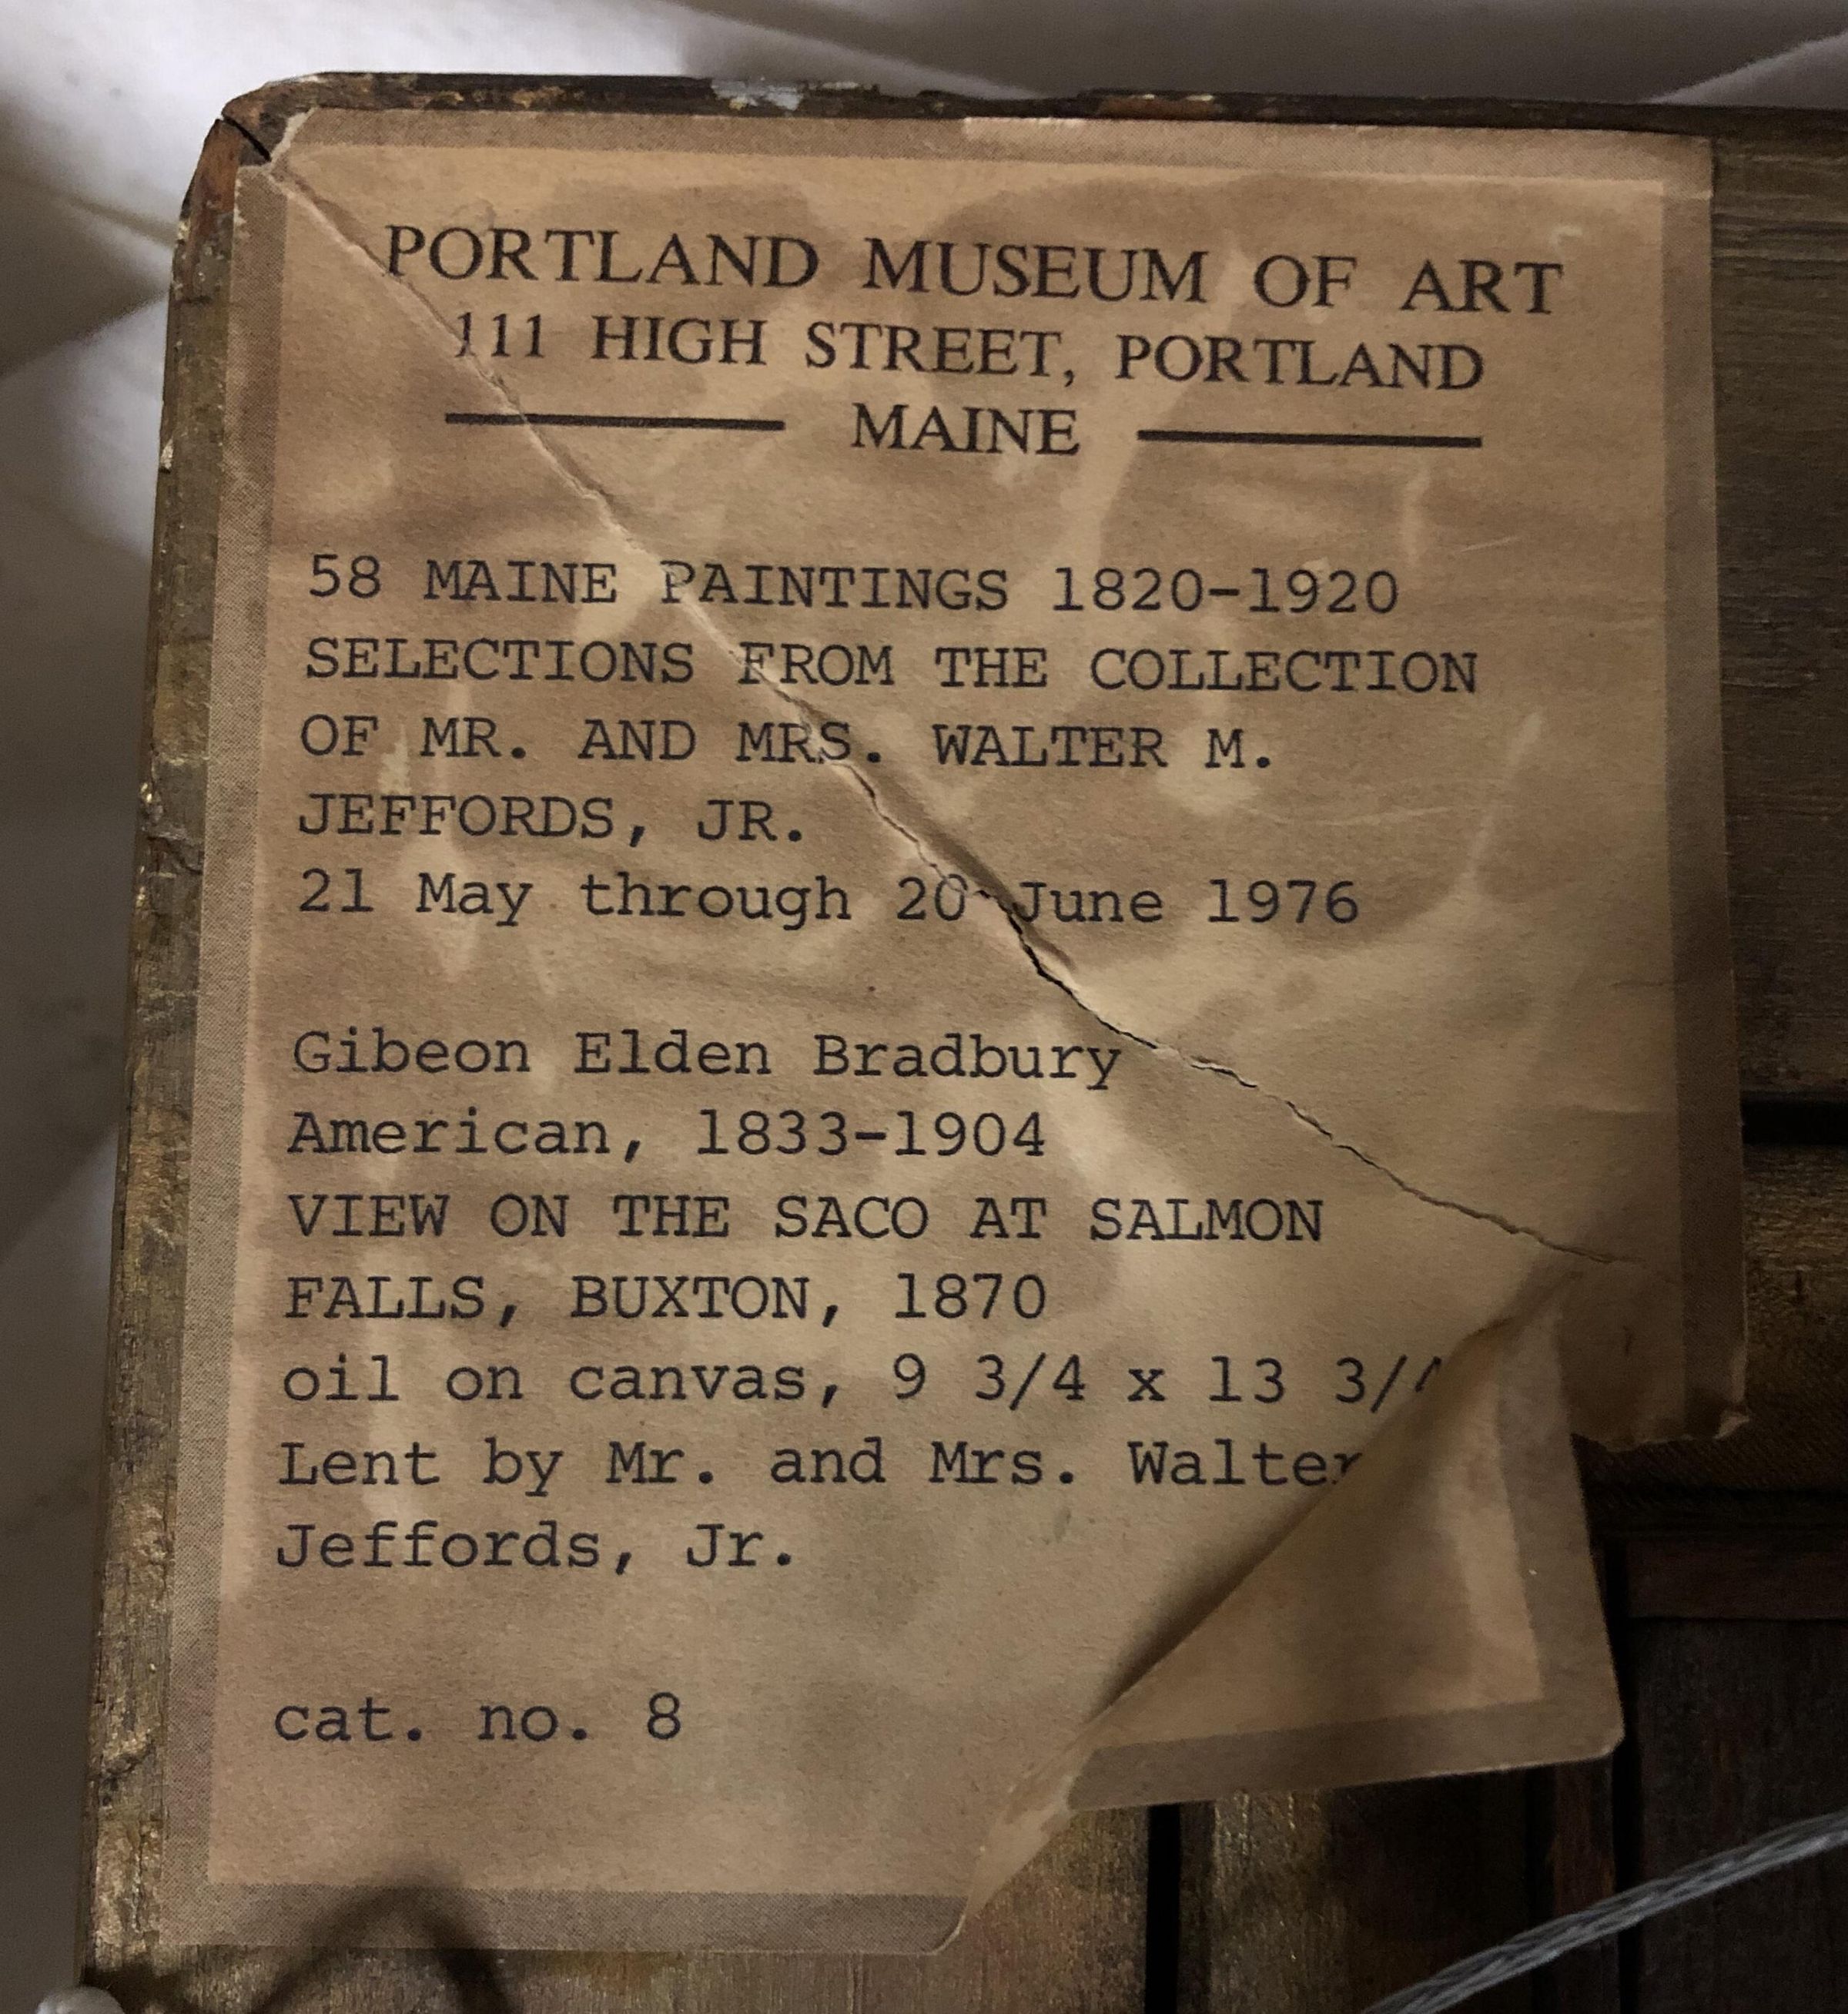 PORTLAND MUSEUM OF ART
111 HIGH STREET, PORTLAND
MAINE
58 MAINE PAINTINGS 1820-1920
SELECTIONS FROM THE COLLECTION
OF MR. AND MRS. WALTER M.
JEFFORDS, JR.
21 May through 20 June 1976
Gibeon Elden Bradbury
American, 1833-1904
VIEW ON THE SACO AT SALMON
FALLS, BUXTON, 1870
oil on canvas, 9 3/4 x 13 3/
Lent by Mr. and Mrs. Walter
Jeffords, Jr.
cat. no. 8